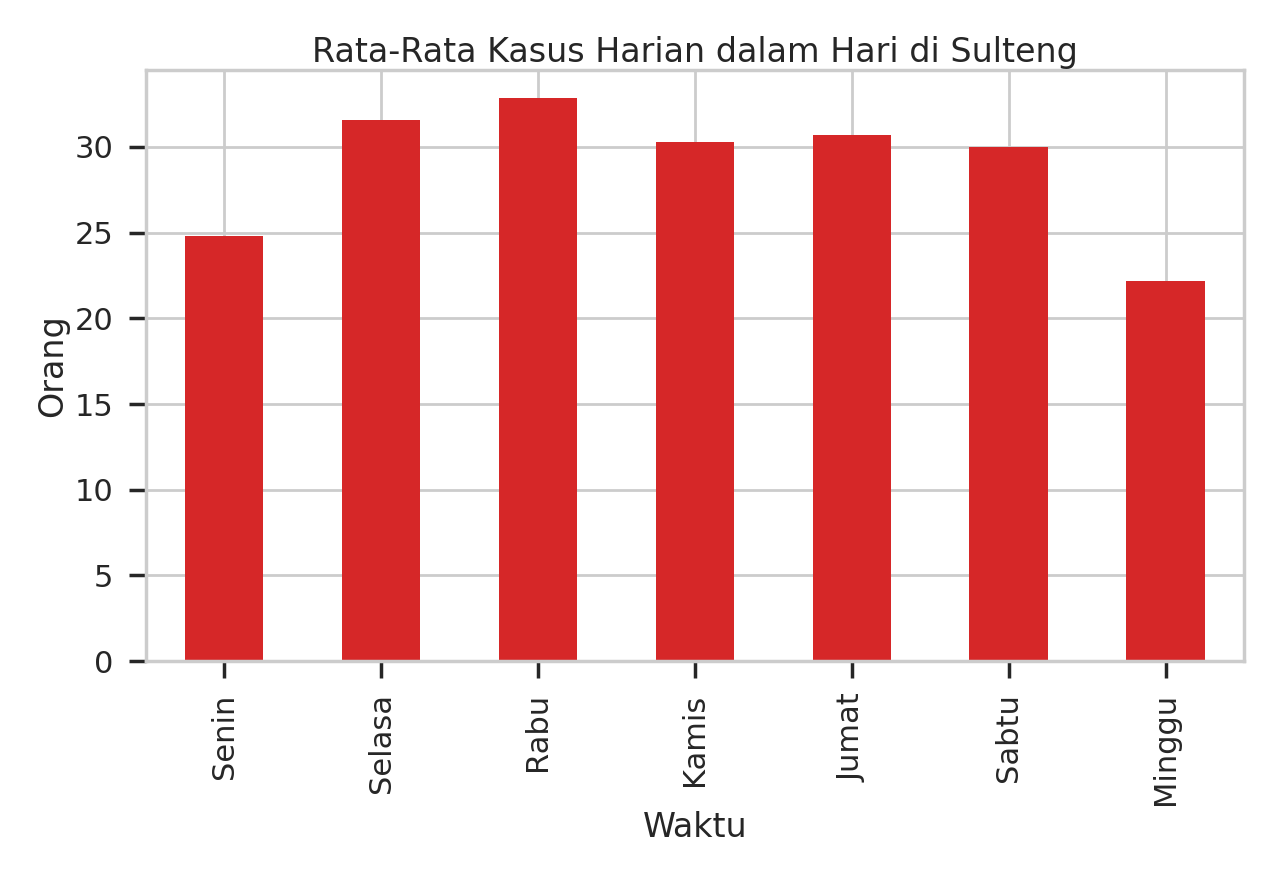 Rata-Rata Kasus Harian dalam Hari di Sulteng
Orang
30
25
20
15
10
5
0
Senin
Selasa
Rabu
Kamis
Jumat
Sabtu
Minggu
Waktu